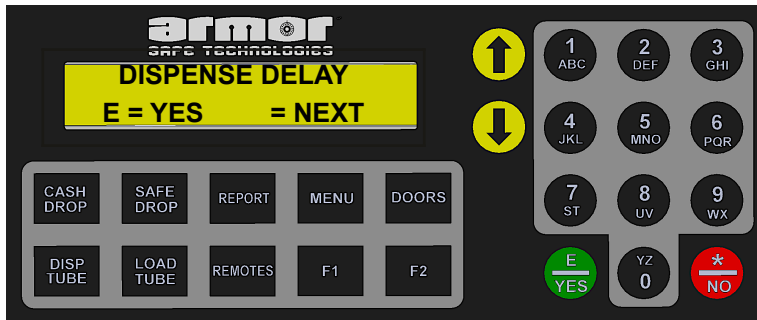 armor
SAFE TECHNOLOGIES
DISPENSE DELAY
E = YES = NEXT
1
ABC
2
DEF
3
GHI
4
JKL
5
MNO
6
PQR
7
ST
8
UV
9
WX
E
YES
YZ
0
*
NO
CASH
DROP
SAFE
DROP
REPORT
MENU
DOORS
DISP
TUBE
LOAD
TUBE
REMOTES
F1
F2